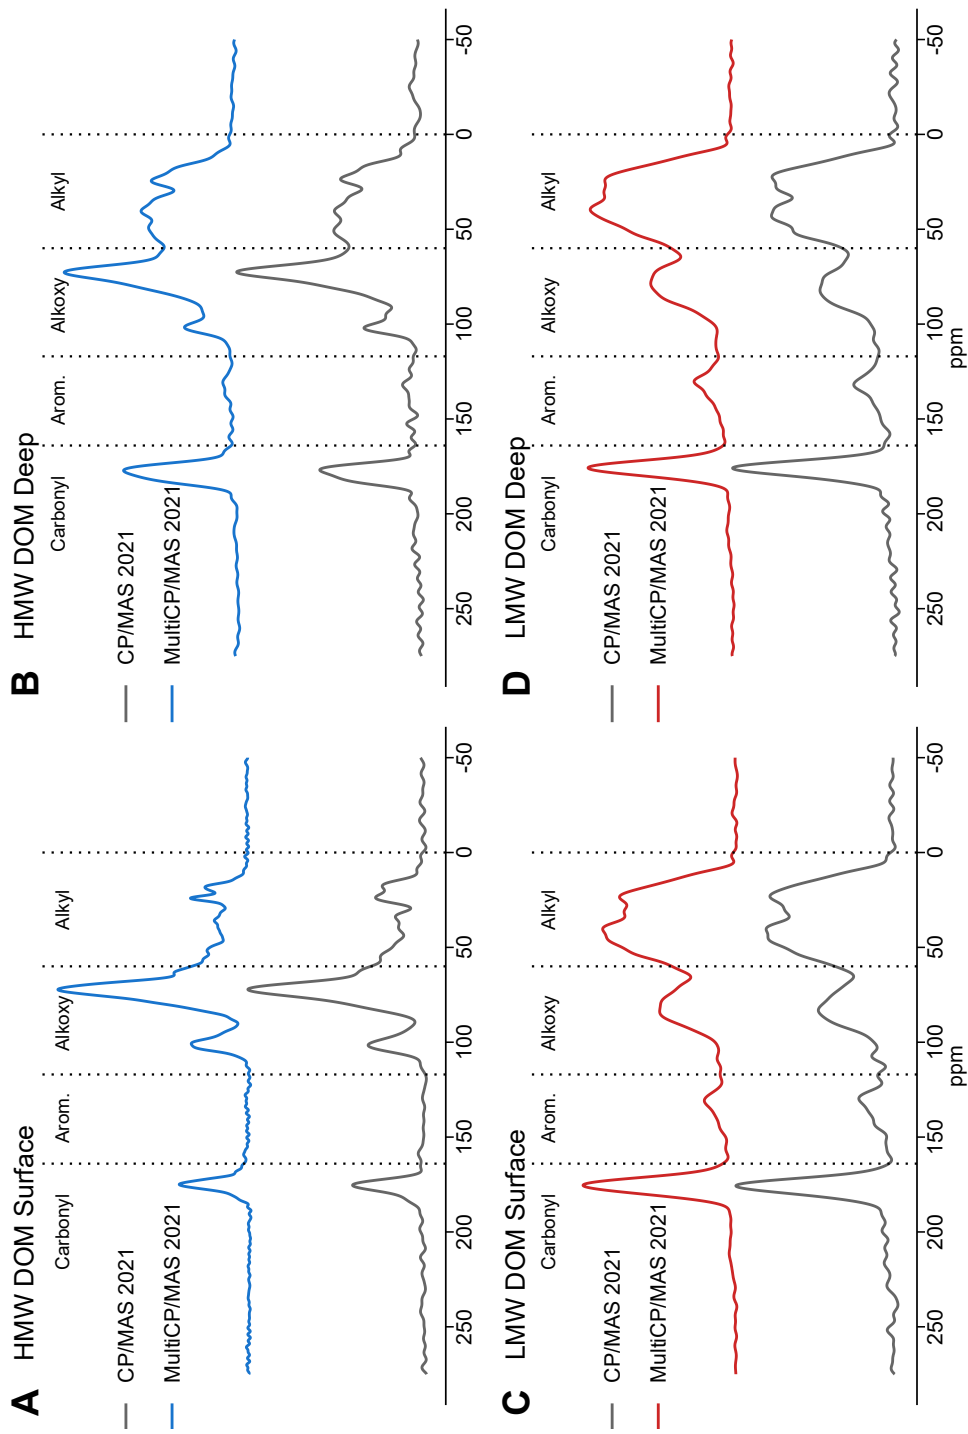 A HMW DOM Surface
Carbonyl Arom. Alkoxy Alkyl
CP/MAS 2021
MultiCP/MAS 2021
250 200 150 100 50 0 -50
B HMW DOM Deep
Carbonyl Arom. Alkoxy Alkyl
CP/MAS 2021
MultiCP/MAS 2021
250 200 150 100 50 0 -50
C LMW DOM Surface
Carbonyl Arom. Alkoxy Alkyl
CP/MAS 2021
MultiCP/MAS 2021
250 200 150 100 50 0 -50
ppm
D LMW DOM Deep
Carbonyl Arom. Alkoxy Alkyl
CP/MAS 2021
MultiCP/MAS 2021
250 200 150 100 50 0 -50
ppm